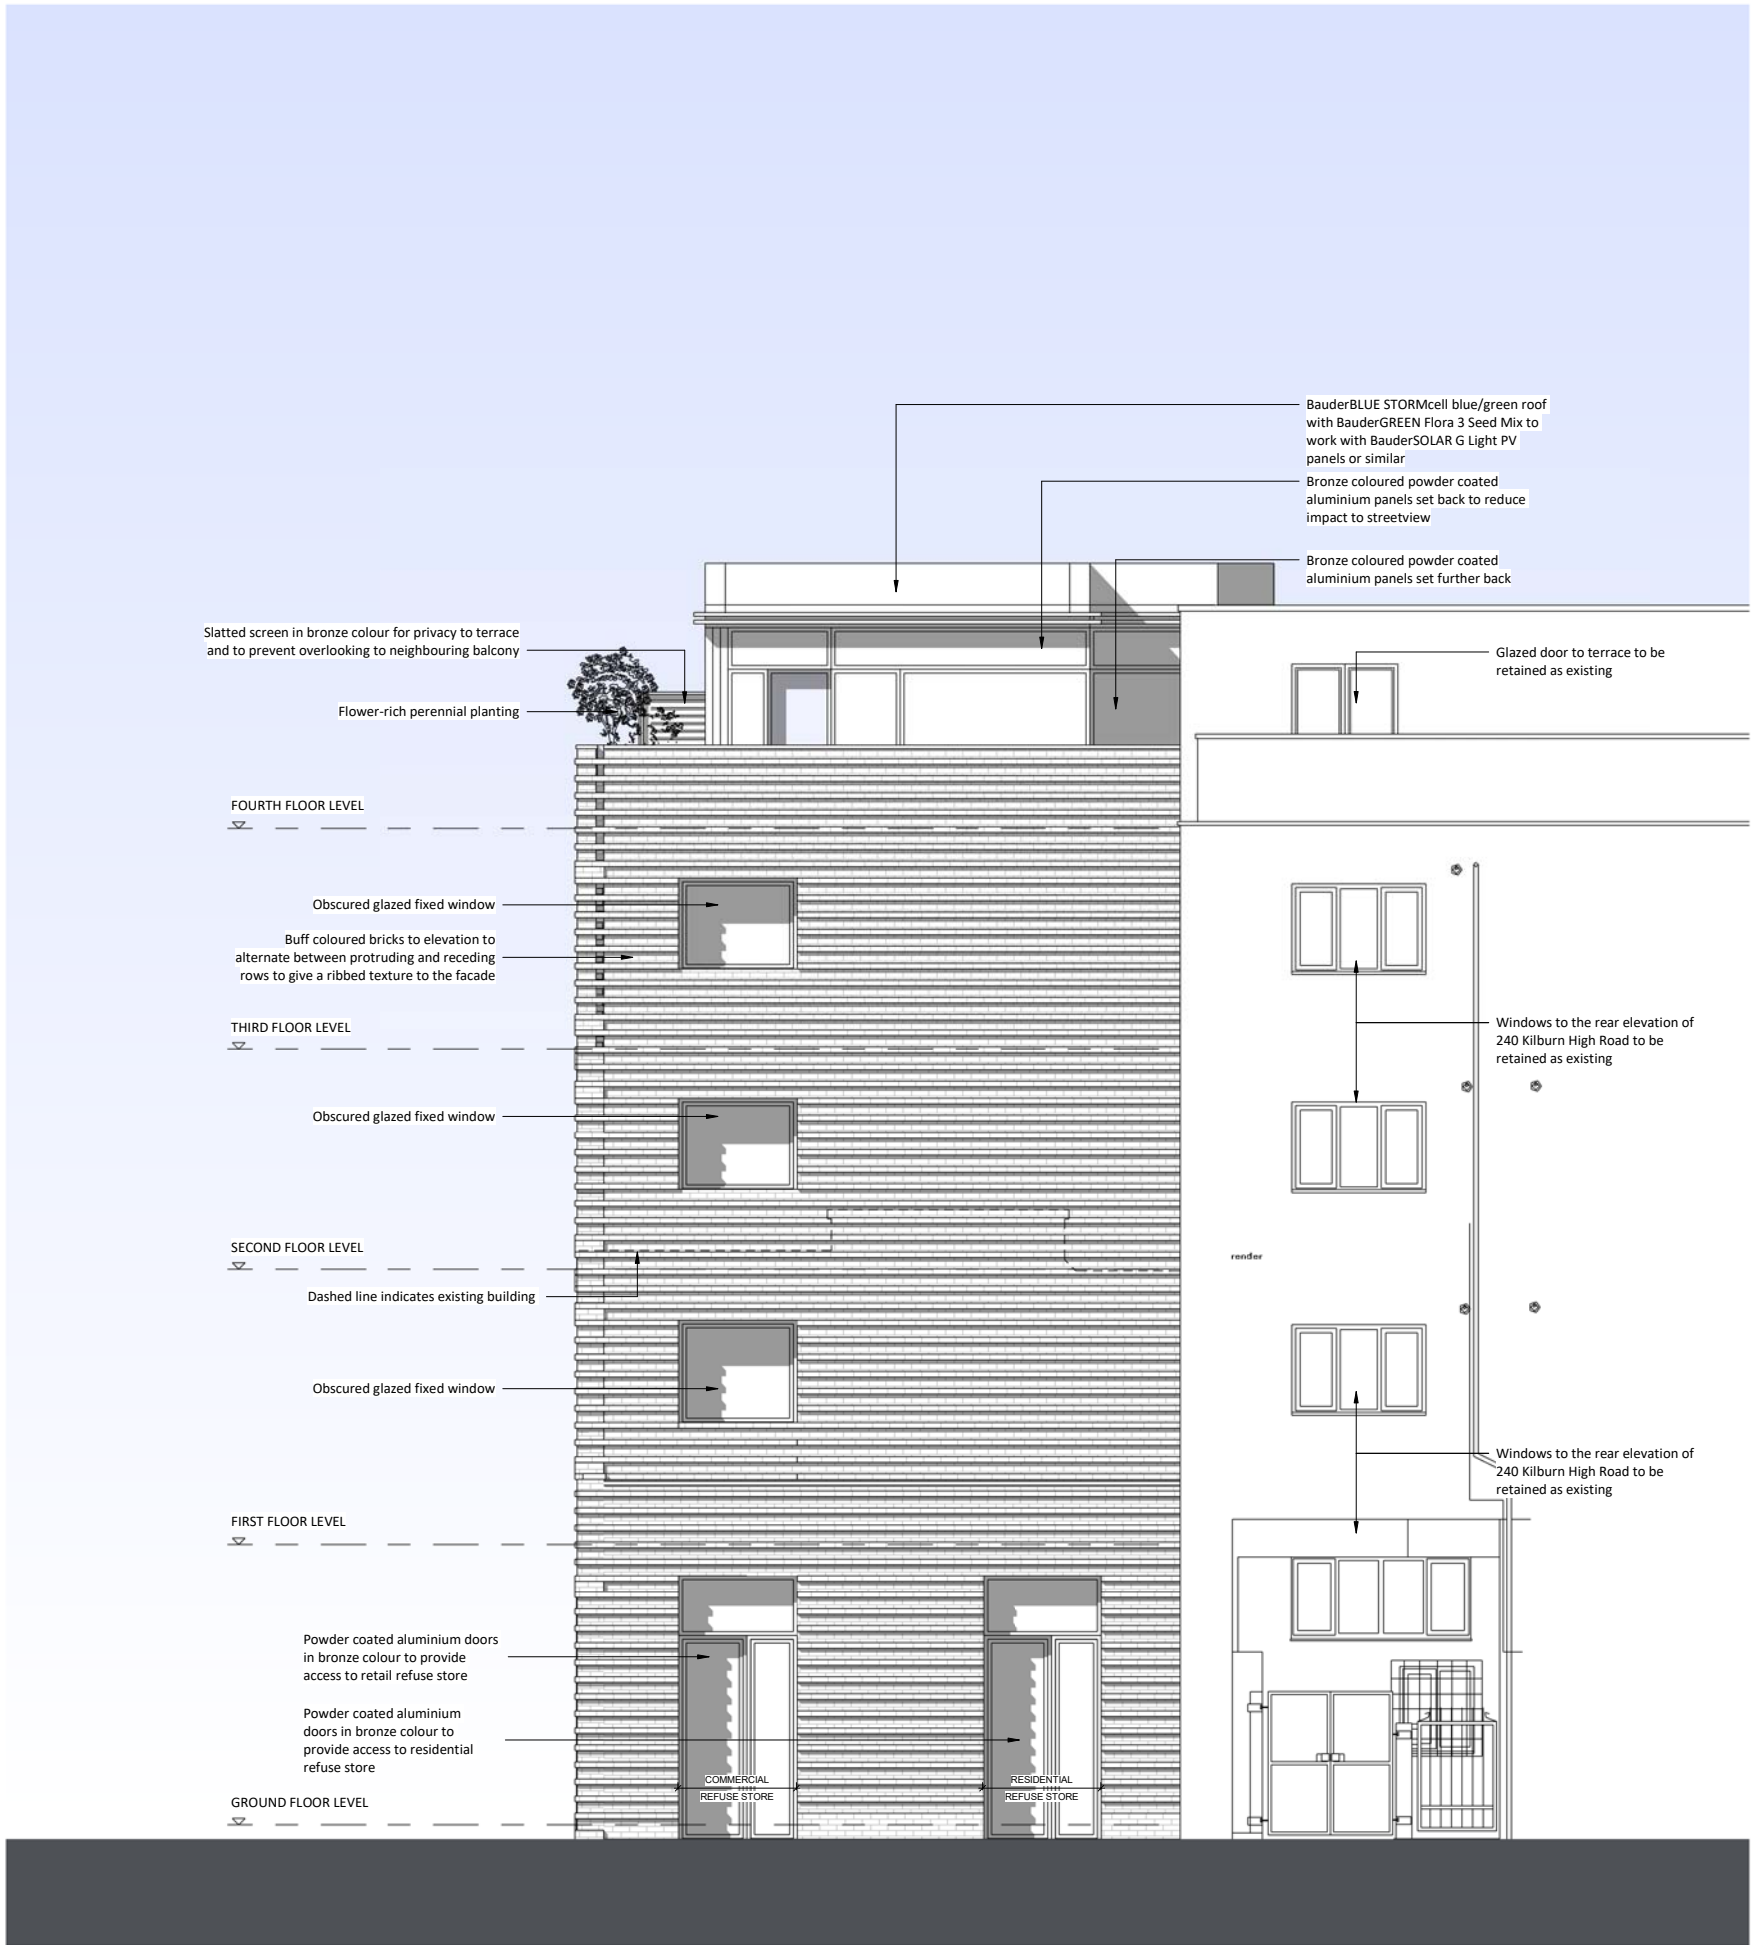 BauderBLUE STORMcell blue/green roof
with BauderGREEN Flora 3 Seed Mix to
work with BauderSOLAR G Light PV
panels or similar
Bronze coloured powder coated
aluminium panels set back to reduce
impact to streetview
Bronze coloured powder coated
aluminium panels set further back
Slatted screen in bronze colour for privacy to terrace
and to prevent overlooking to neighbouring balcony
Glazed door to terrace to be
retained as existing
Flower-rich perennial planting
FOURTH FLOOR LEVEL
Obscured glazed fixed window
Buff coloured bricks to elevation to
alternate between protruding and receding
rows to give a ribbed texture to the facade
THIRD FLOOR LEVEL
Windows to the rear elevation of
240 Kilburn High Road to be
retained as existing
Obscured glazed fixed window
SECOND FLOOR LEVEL
render
Dashed line indicates existing building
Obscured glazed fixed window
Windows to the rear elevation of
240 Kilburn High Road to be
retained as existing
FIRST FLOOR LEVEL
Powder coated aluminium doors
in bronze colour to provide
access to retail refuse store
Powder coated aluminium
doors in bronze colour to
provide access to residential
refuse store
COMMERCIAL
REFUSE STORE
RESIDENTIAL
REFUSE STORE
GROUND FLOOR LEVEL